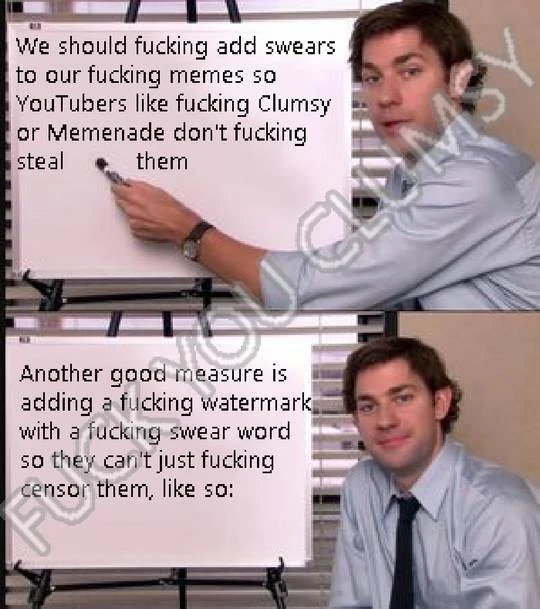 We should fucking add swears
to our fucking memes so
YouTubers like fucking Clumsy
or Memenade don't fucking
steal them
Another good measure is
adding a fucking watermark
with a fucking swear word
so they can't just fucking
censor them, like so:
FUCK YOU CLUMSY